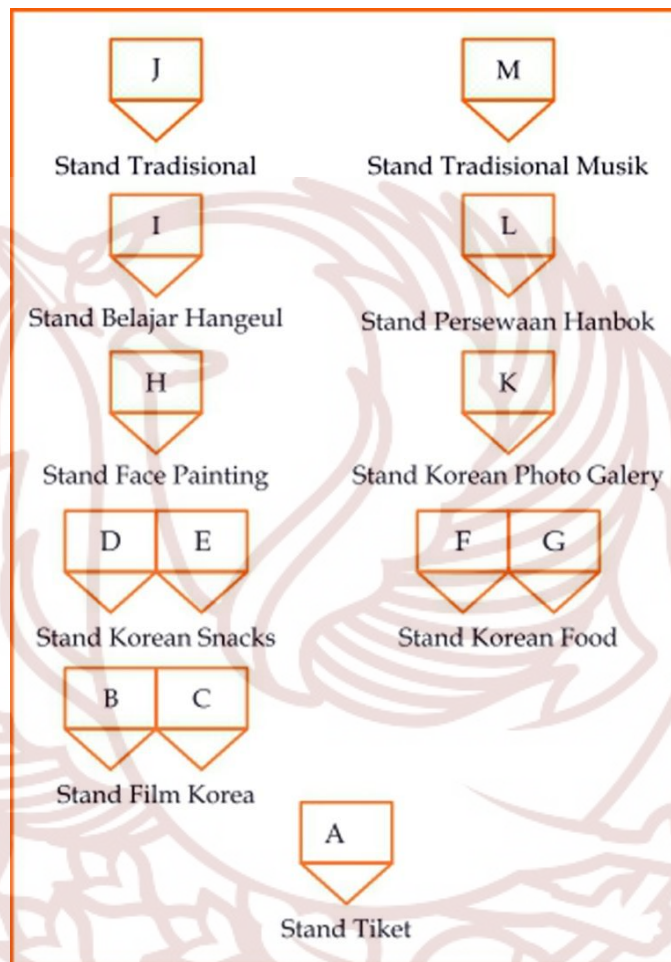 J M
Stand Tradisional Stand Tradisional Musik
I L
Stand Belajar Hangeul Stand Persewaan Hanbok
H K
Stand Face Painting Stand Korean Photo Galery
D E F G
Stand Korean Snacks Stand Korean Food
B C
Stand Film Korea
A
Stand Tiket